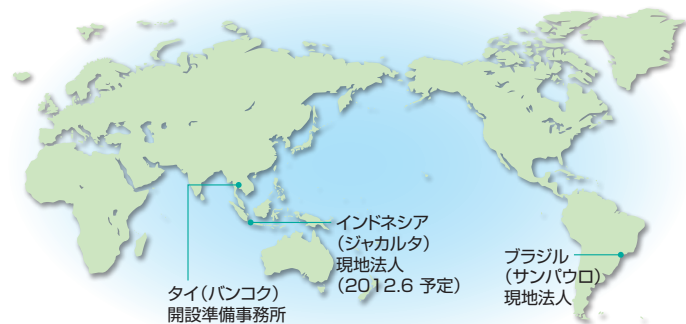 インドネシア
(ジャカルタ)
現地法人
(2012.6 予定)
ブラジル
(サンパウロ)
現地法人
タイ(バンコク)
開設準備事務所